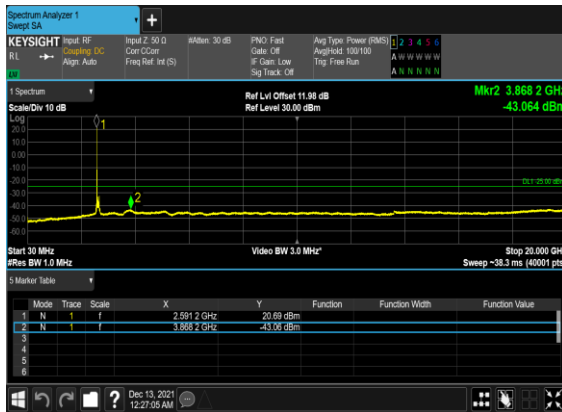 Spectrum Analyzer 1
Swept SA
KEYSIGHT Input: RF Input Z: 50 Ω #Atten: 30 dB PNO: Fast Avg Type: Power (RMS) 1 2 3 4 5 6
RL Coupling: DC Corr CCorr Gate: Off Avg|Hold: 100/100 A W W W W W
Align: Auto Freq Ref: Int (S) IF Gain: Low Trig: Free Run
Sig Track: Off A N N N N N
1 Spectrum Ref Lvl Offset 11.98 dB Mkr2 3.868 2 GHz
Scale/Div 10 dB Ref Level 30.00 dBm -43.064 dBm
Log
20.0
10.0
0.00
-10.0
-20.0
-30.0
-40.0
-50.0
-60.0
1
2
DL1 -25.00 dBm
Start 30 MHz Video BW 3.0 MHz* Stop 20.000 GHz
#Res BW 1.0 MHz Sweep ~38.3 ms (40001 pts)
5 Marker Table
Mode Trace Scale X Y Function Function Width Function Value
1 N 1 f 2.591 2 GHz 20.69 dBm
2 N 1 f 3.868 2 GHz -43.06 dBm
3
4
5
6
Dec 13, 2021
12:27:05 AM